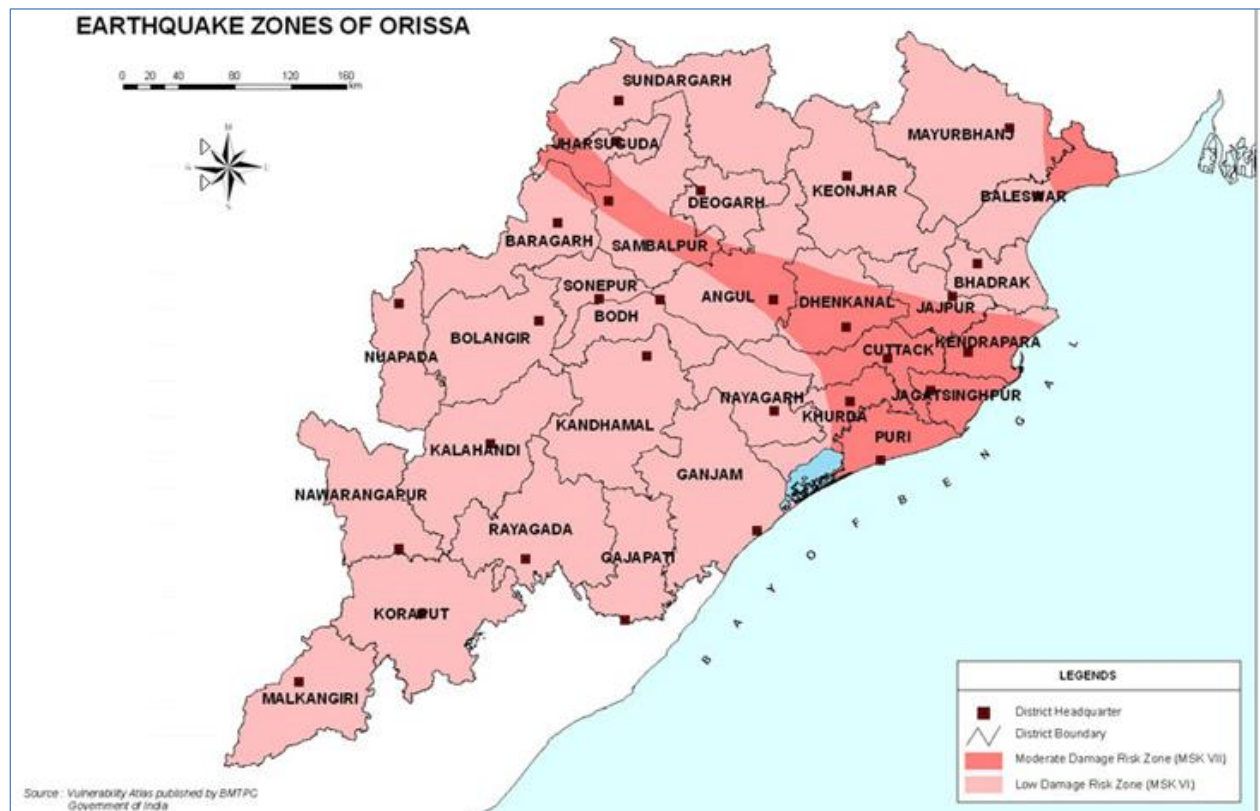 EARTHQUAKE ZONES OF ORISSA
0 20 40 80 120 160
km
N
S
SUNDARGARH
MAYURBHANJ
JHARSUGUDA
KEONJHAR
DEOGARH
BALESWAR
BARAGARH
SAMBALPUR
BHADRAK
SONEPUR
ANGUL
DHENKANAL
JAJPUR
BODH
BOLANGIR
NUAPADA
CUTTACK
KENDRAPARA
NAYAGARH
JAGATSINGHPUR
KHURDA
KANDHAMAL
PURI
KALAHANDI
GANJAM
NAWARANGAPUR
RAYAGADA
GAJAPATI
KORAPUT
MALKANGIRI
BAY OF BENGAL
LEGENDS
District Headquarter
District Boundary
Moderate Damage Risk Zone (MSK VII)
Low Damage Risk Zone (MSK VI)
Source : Vulnerability Atlas published by BMTPC
Government of India